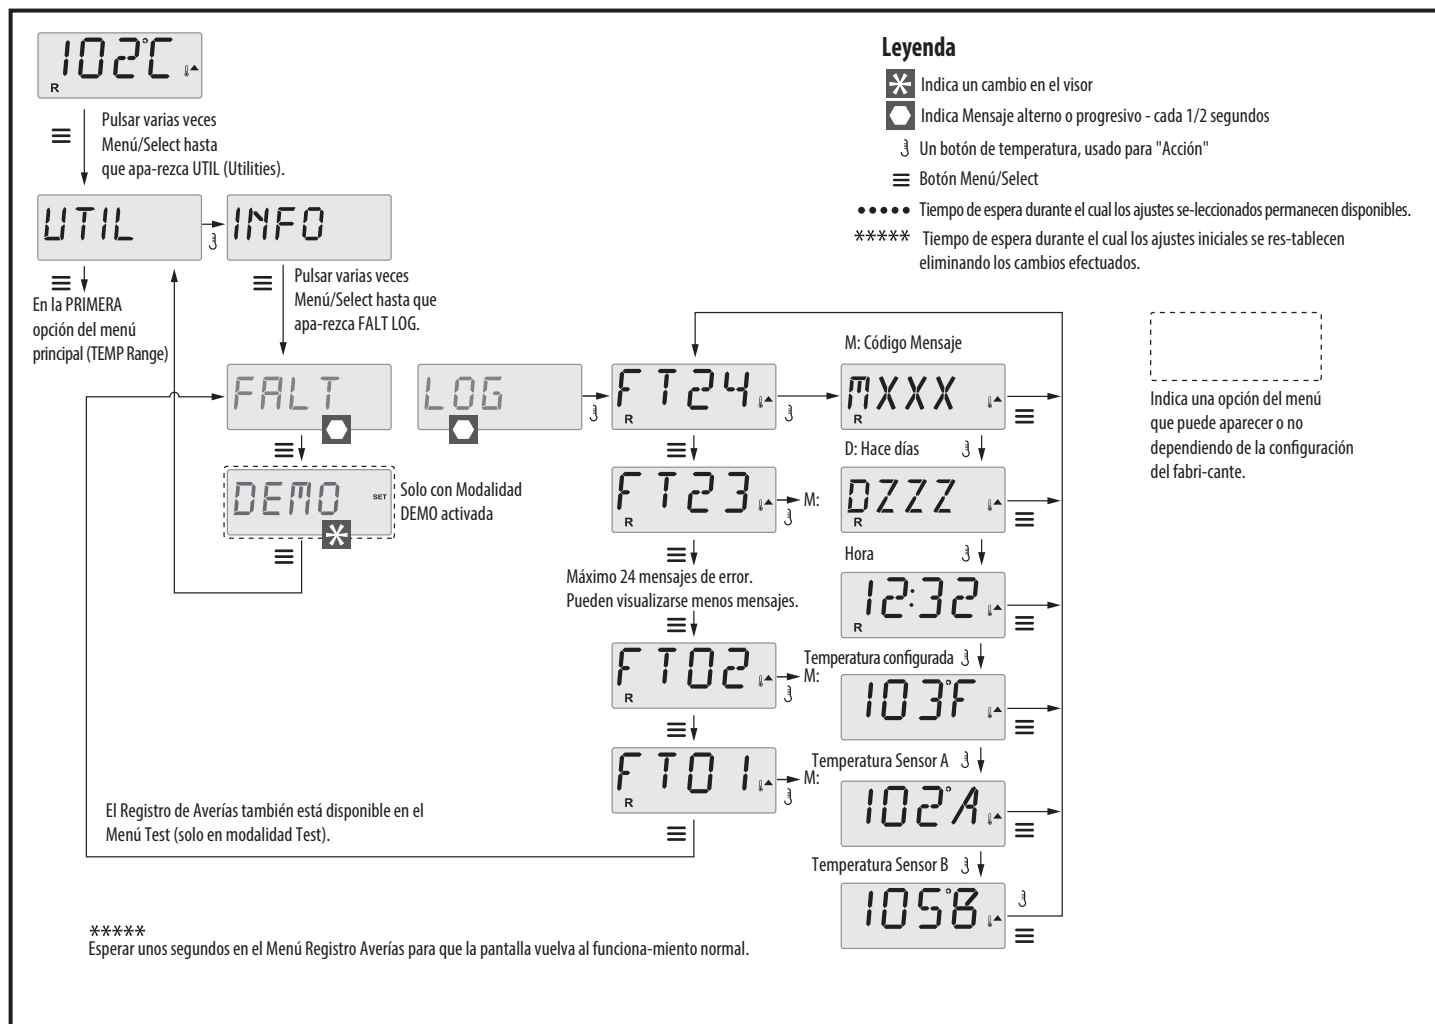 102°C
R
Pulsar varias veces
Menú/Select hasta
que apa-rezca UTIL (Utilities).
Leyenda
Indica un cambio en el visor
Indica Mensaje alterno o progresivo - cada 1/2 segundos
Un botón de temperatura, usado para "Acción"
Botón Menú/Select
••••• Tiempo de espera durante el cual los ajustes se-leccionados permanecen disponibles.
***** Tiempo de espera durante el cual los ajustes iniciales se res-tablecen
eliminando los cambios efectuados.
UTIL
INFO
En la PRIMERA
opción del menú
principal (TEMP Range)
Pulsar varias veces
Menú/Select hasta que
apa-rezca FALT LOG.
FALT
LOG
DEMO
SET
Solo con Modalidad
DEMO activada
FT24
R
FT23
R
M:
Máximo 24 mensajes de error.
Pueden visualizarse menos mensajes.
FT02
R
M:
FT01
R
M:
M: Código Mensaje
MXXX
R
D: Hace días
DZZZ
R
Hora
12:32
R
Temperatura configurada
103°F
Temperatura Sensor A
102°A
Temperatura Sensor B
105°B
Indica una opción del menú
que puede aparecer o no
dependiendo de la configuración
del fabri-cante.
El Registro de Averías también está disponible en el
Menú Test (solo en modalidad Test).
*****
Esperar unos segundos en el Menú Registro Averías para que la pantalla vuelva al funciona-miento normal.